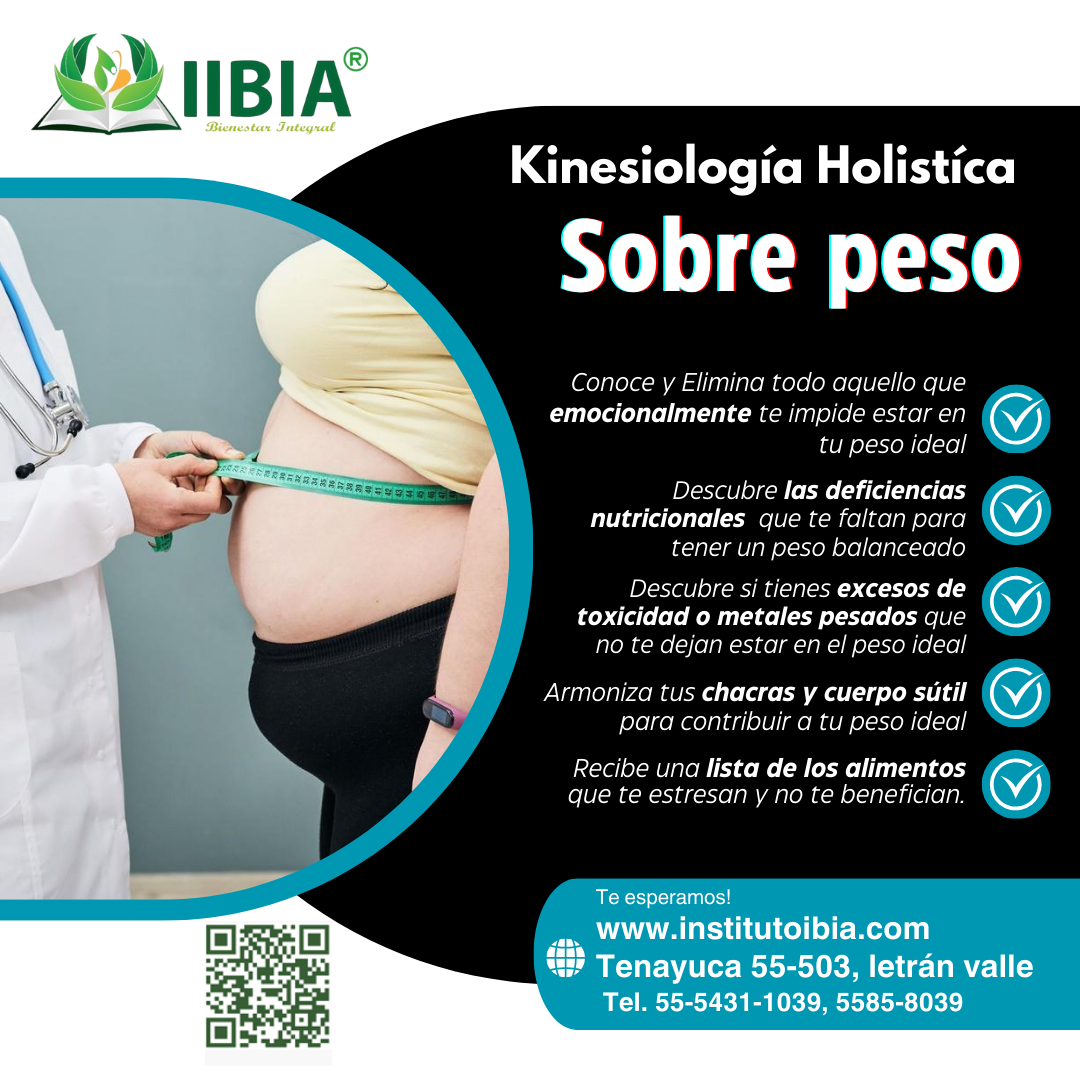 IIBIA®
Bienestar Integral
Kinesiología Holistíca
Sobre peso
Conoce y Elimina todo aquello que
emocionalmente te impide estar en
tu peso ideal
Descubre las deficiencias
nutricionales que te faltan para
tener un peso balanceado
Descubre si tienes excesos de
toxicidad o metales pesados que
no te dejan estar en el peso ideal
Armoniza tus chacras y cuerpo sútil
para contribuir a tu peso ideal
Recibe una lista de los alimentos
que te estresan y no te benefician.
Te esperamos!
www.institutoibia.com
Tenayuca 55-503, letrán valle
Tel. 55-5431-1039, 5585-8039